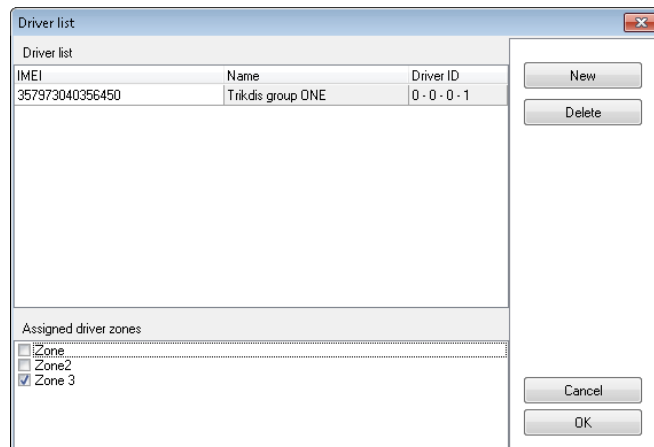 Driver list
Driver list
IMEI Name Driver ID
357973040356450 Trikdis group ONE 0 - 0 - 0 - 1
New
Delete
Assigned driver zones
Zone
Zone2
Zone 3
Cancel
OK